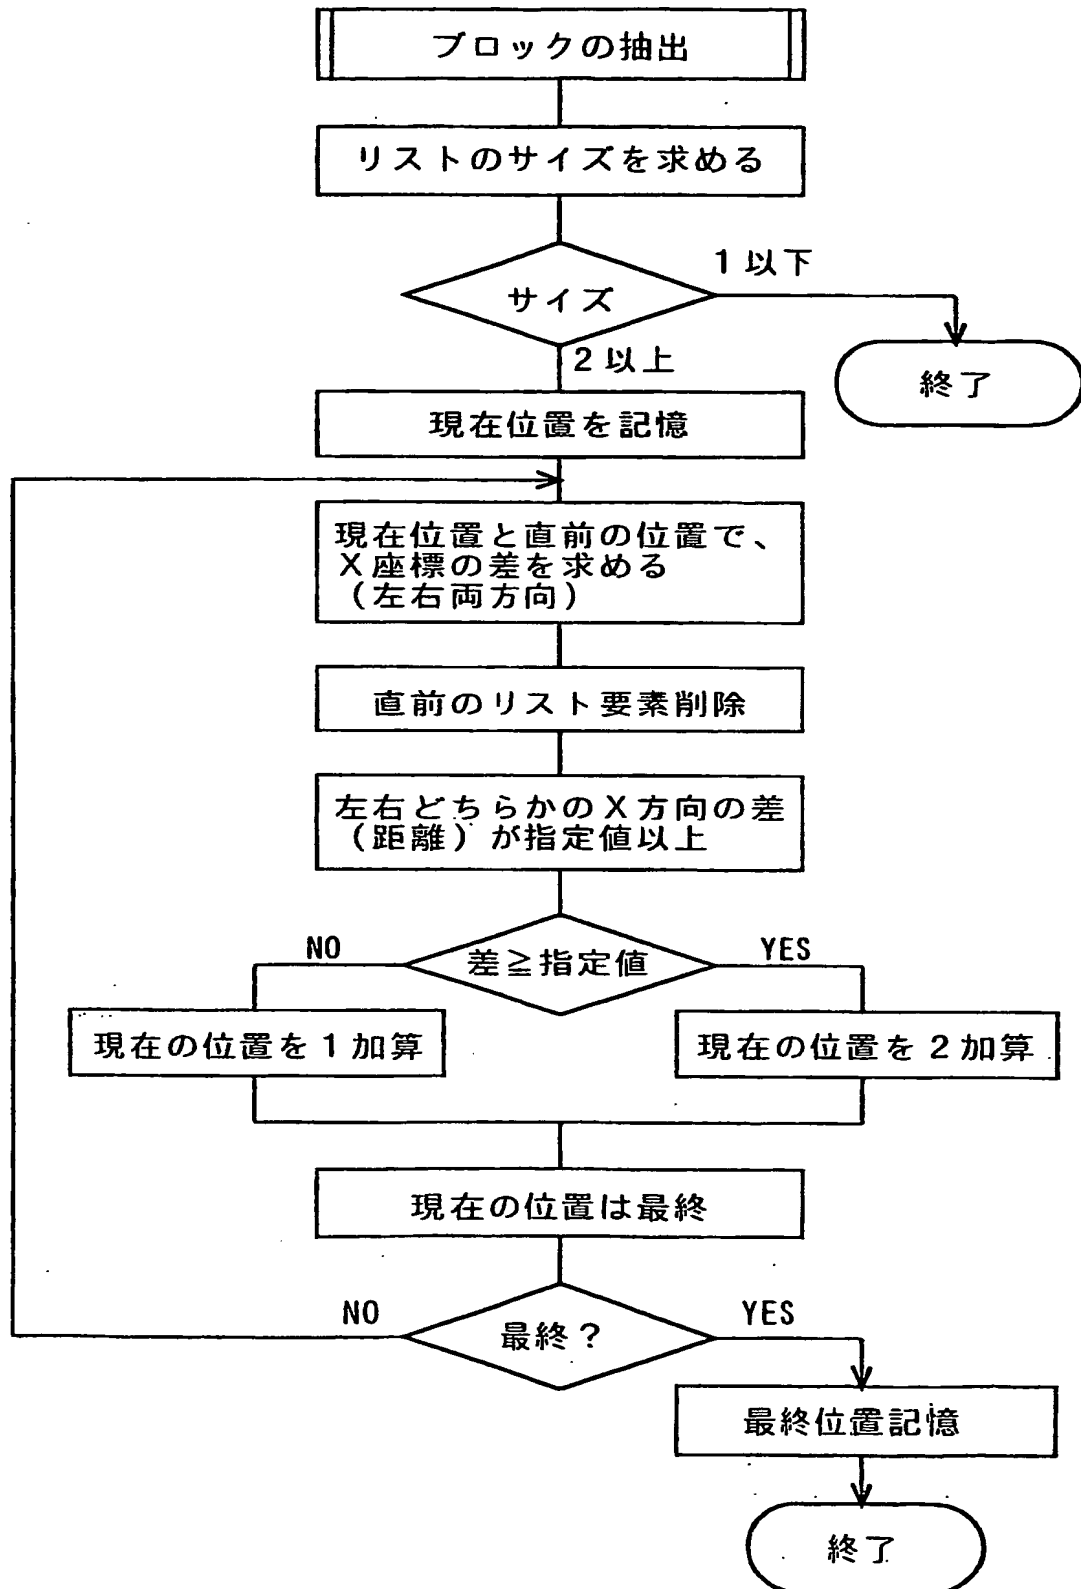 ブロックの抽出
リストのサイズを求める
1以下
サイズ
2以上
終了
現在位置を記憶
現在位置と直前の位置で、
X座標の差を求める
(左右両方向)
直前のリスト要素削除
左右どちらかのX方向の差
(距離)が指定値以上
NO
差≧指定値
YES
現在の位置を1加算
現在の位置を2加算
現在の位置は最終
NO
最終?
YES
最終位置記憶
終了